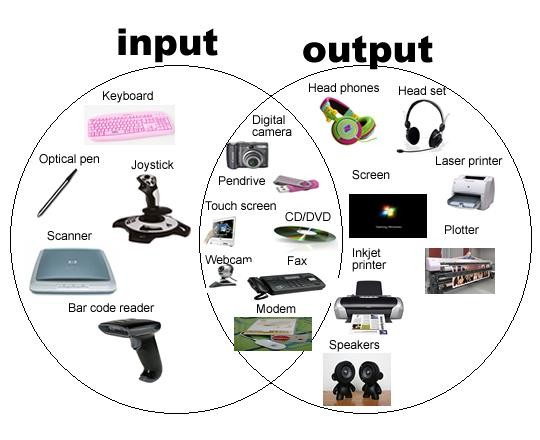 input
output
Keyboard
Optical pen
Joystick
Scanner
Bar code reader
Digital
camera
Pendrive
Touch screen
CD/DVD
Webcam
Fax
Modem
Head phones
Head set
Laser printer
Screen
Plotter
Inkjet
printer
Speakers